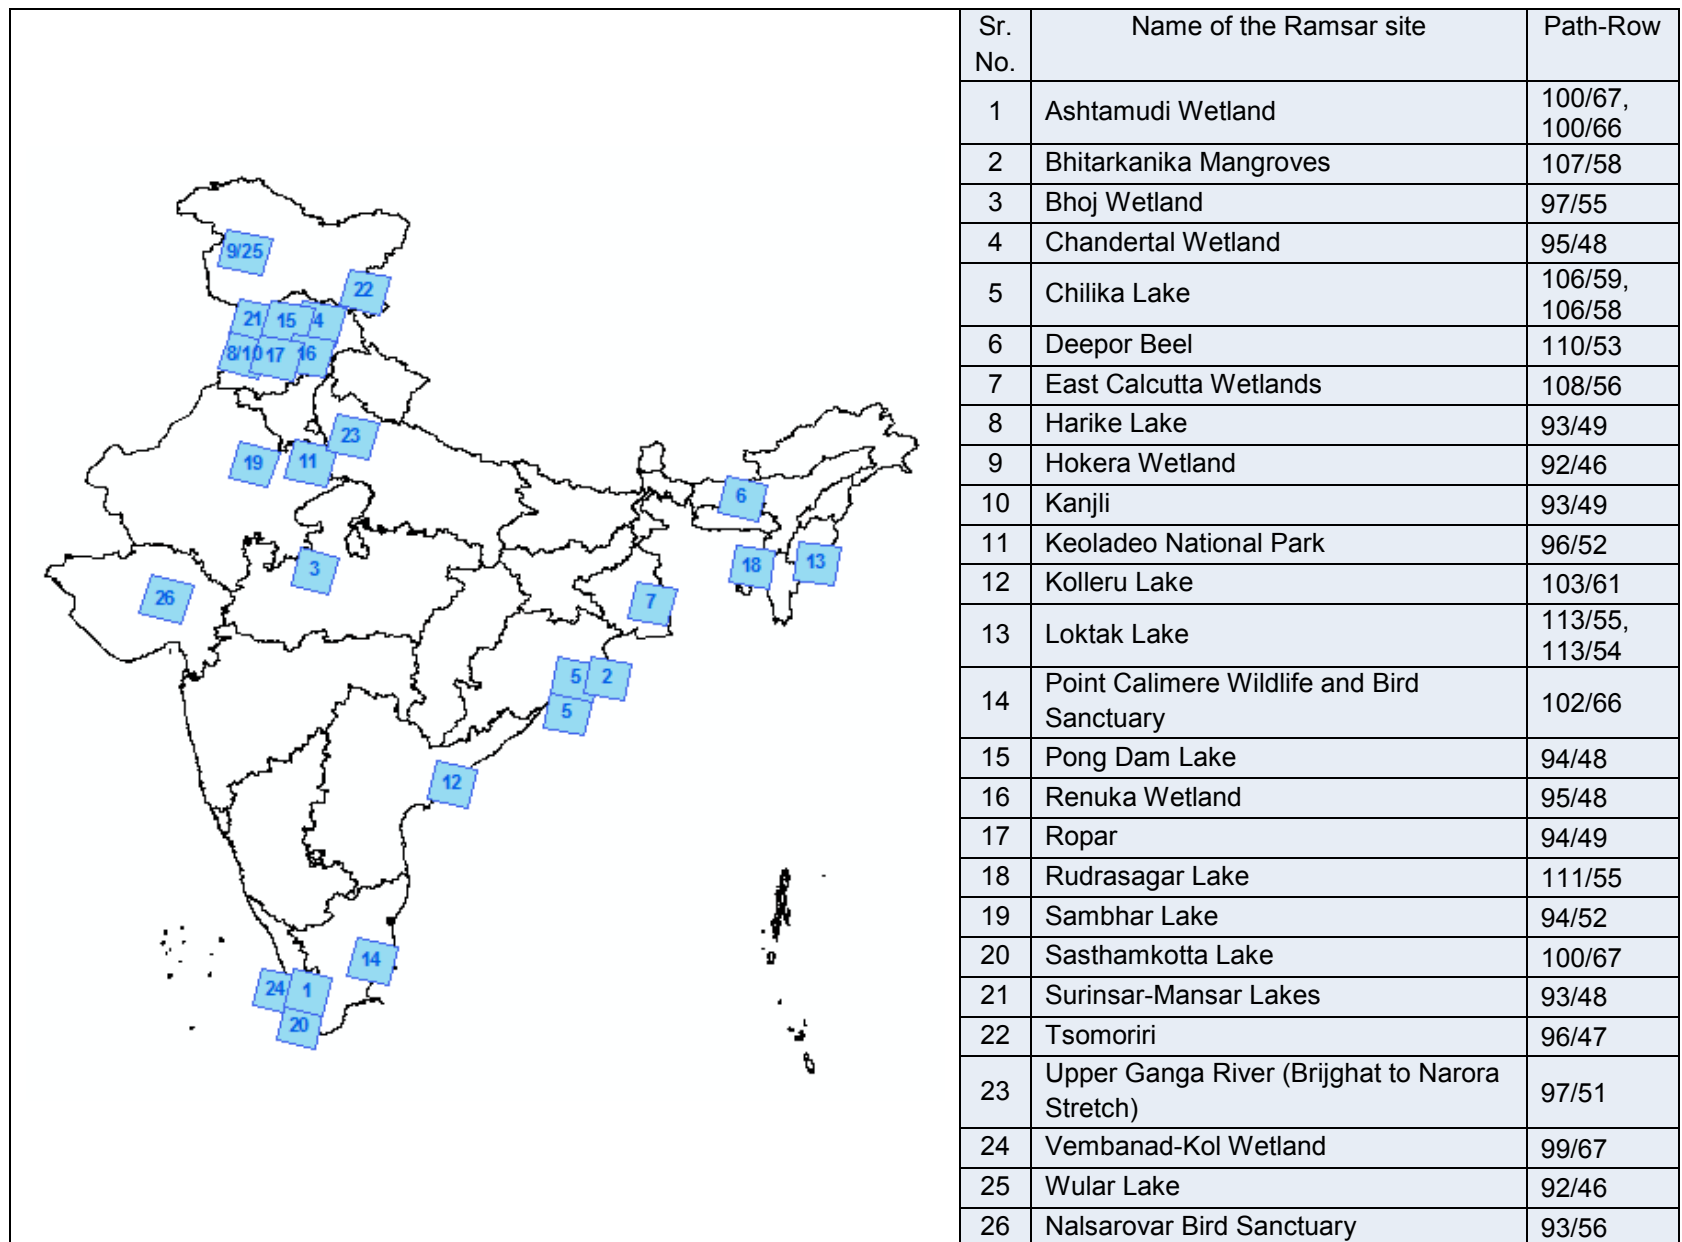 9/25
22
21 15 4
8/10 17 16
23
19 11
6
3
18 13
26
7
5 2
5
12
14
24 1
20
Sr. No. Name of the Ramsar site Path-Row
1 Ashtamudi Wetland 100/67, 100/66
2 Bhitarkanika Mangroves 107/58
3 Bhoj Wetland 97/55
4 Chandertal Wetland 95/48
5 Chilika Lake 106/59, 106/58
6 Deepor Beel 110/53
7 East Calcutta Wetlands 108/56
8 Harike Lake 93/49
9 Hokera Wetland 92/46
10 Kanjli 93/49
11 Keoladeo National Park 96/52
12 Kolleru Lake 103/61
13 Loktak Lake 113/55, 113/54
14 Point Calimere Wildlife and Bird Sanctuary 102/66
15 Pong Dam Lake 94/48
16 Renuka Wetland 95/48
17 Ropar 94/49
18 Rudrasagar Lake 111/55
19 Sambhar Lake 94/52
20 Sasthamkotta Lake 100/67
21 Surinsar-Mansar Lakes 93/48
22 Tsomoriri 96/47
23 Upper Ganga River (Brijghat to Narora Stretch) 97/51
24 Vembanad-Kol Wetland 99/67
25 Wular Lake 92/46
26 Nalsarovar Bird Sanctuary 93/56